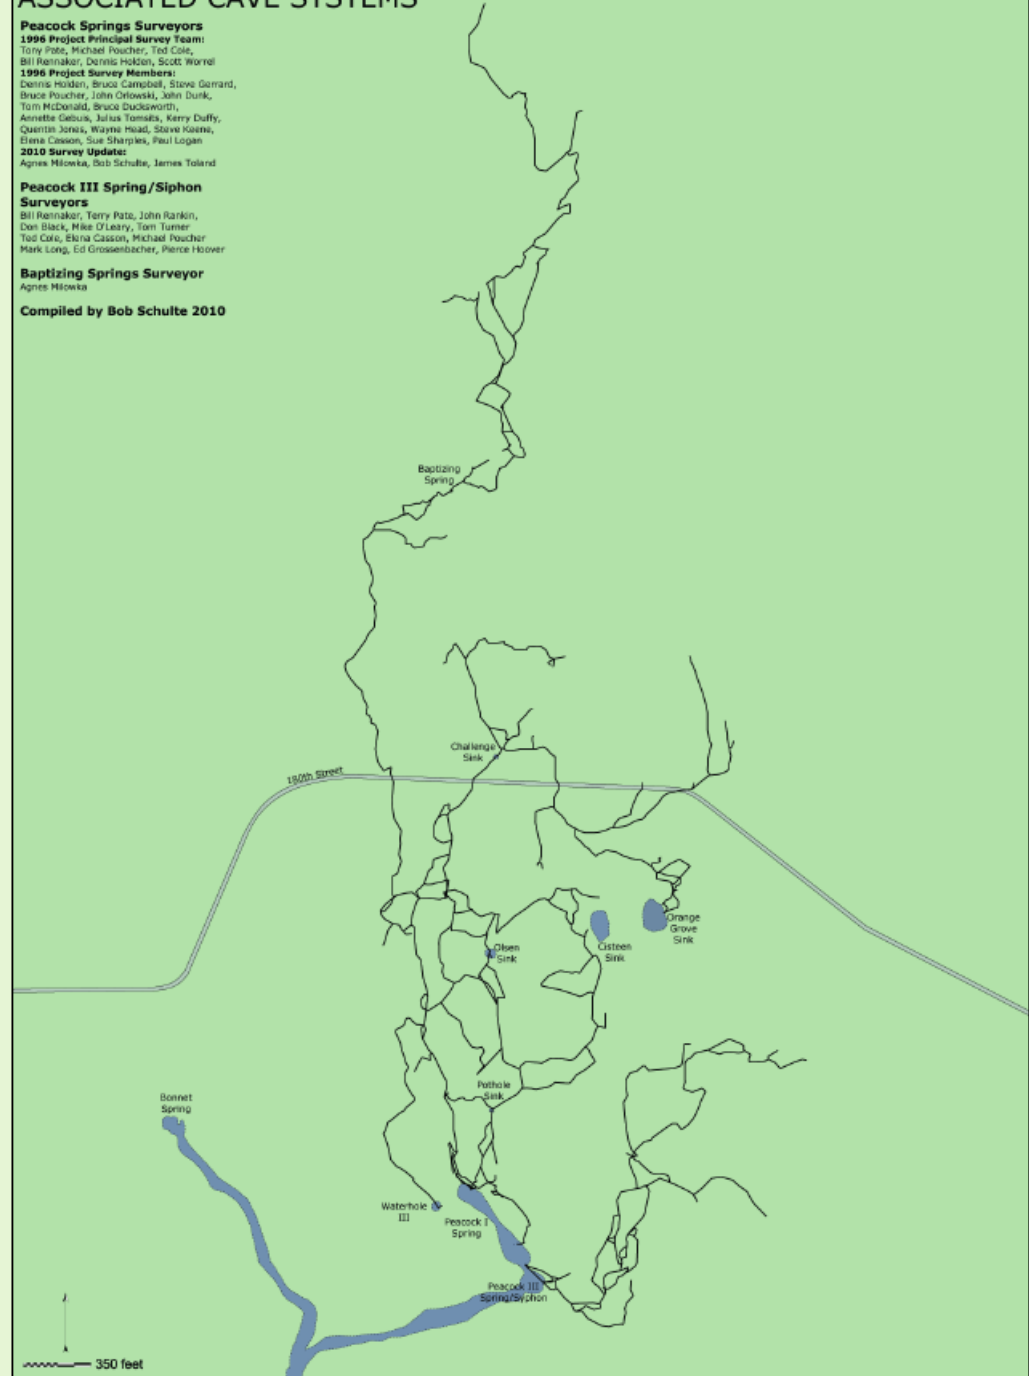 ASSOCIATED CAVE SYSTEMS
Peacock Springs Surveyors
1996 Project Principal Survey Team:
Tony Pate, Michael Poucher, Ted Cole,
Bill Rennaker, Dennis Holden, Scott Worrel
1996 Project Survey Members:
Dennis Holden, Bruce Campbell, Steve Gerrard,
Bruce Poucher, John Orlowski, John Dunk,
Tom McDonald, Bruce Ducksworth,
Annette Gebuis, Julius Tomsits, Kerry Duffy,
Quentin Jones, Wayne Head, Steve Keene,
Elena Casson, Sue Sharples, Paul Logan
2010 Survey Update:
Agnes Milowka, Bob Schulte, James Toland
Peacock III Spring/Siphon
Surveyors
Bill Rennaker, Terry Pate, John Rankin,
Don Black, Mike O'Leary, Tom Turner
Ted Cole, Elena Casson, Michael Poucher
Mark Long, Ed Grossenbacher, Pierce Hoover
Baptizing Springs Surveyor
Agnes Milowka
Compiled by Bob Schulte 2010
Baptizing
Spring
Challenge
Sink
180th Street
Orange
Grove
Sink
Cisteen
Sink
Olsen
Sink
Pothole
Sink
Bonnet
Spring
Waterhole
III
Peacock I
Spring
Peacock III
Spring/Syphon
350 feet